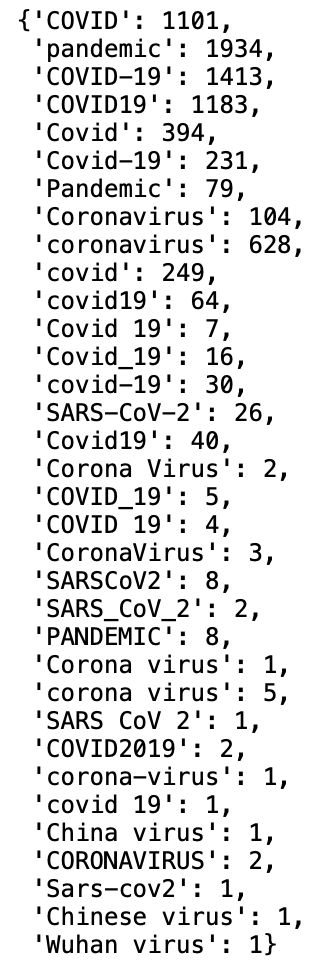 {'COVID': 1101,
'pandemic': 1934,
'COVID-19': 1413,
'COVID19': 1183,
'Covid': 394,
'Covid-19': 231,
'Pandemic': 79,
'Coronavirus': 104,
'coronavirus': 628,
'covid': 249,
'covid19': 64,
'Covid 19': 7,
'Covid_19': 16,
'covid-19': 30,
'SARS-CoV-2': 26,
'Covid19': 40,
'Corona Virus': 2,
'COVID_19': 5,
'COVID 19': 4,
'CoronaVirus': 3,
'SARSCoV2': 8,
'SARS_CoV_2': 2,
'PANDEMIC': 8,
'Corona virus': 1,
'corona virus': 5,
'SARS CoV 2': 1,
'COVID2019': 2,
'corona-virus': 1,
'covid 19': 1,
'China virus': 1,
'CORONAVIRUS': 2,
'Sars-cov2': 1,
'Chinese virus': 1,
'Wuhan virus': 1}